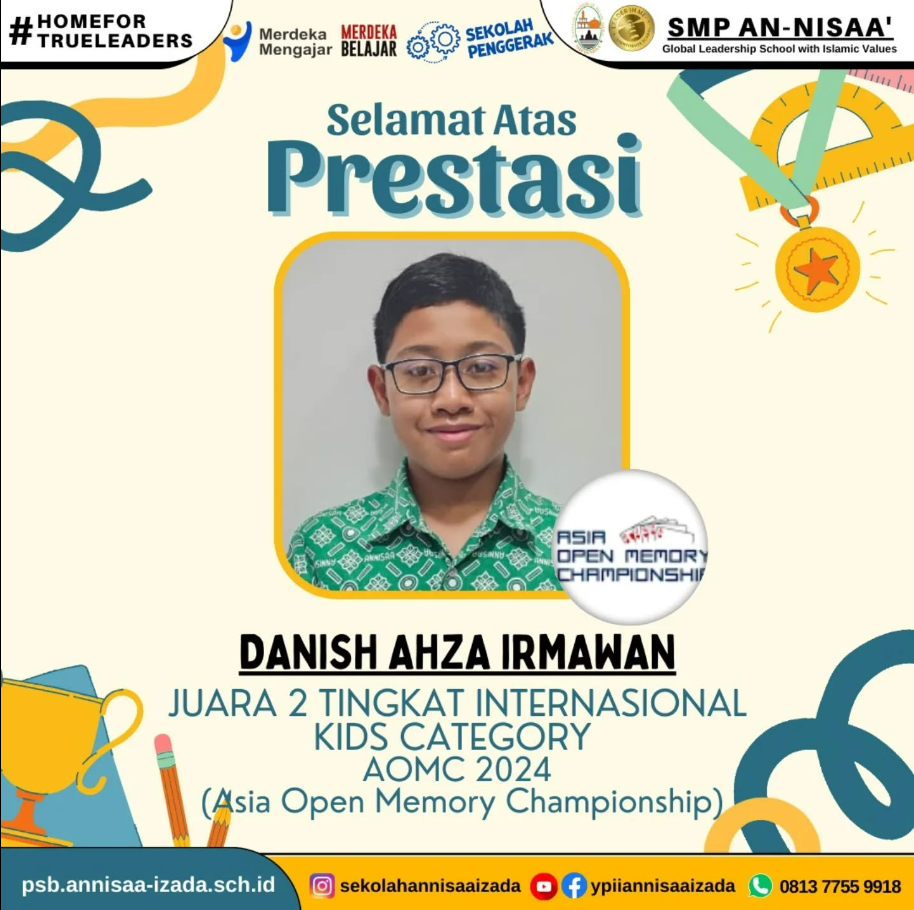 #HOMEFOR
TRUELEADERS
Merdeka
Mengajar
MERDEKA
BELAJAR
SEKOLAH
PENGGERAK
SMP AN-NISAA'
Global Leadership School with Islamic Values
Selamat Atas
Prestasi
ANNISAA
ASIA
OPEN MEMORY
CHAMPIONSHIP
DANISH AHZA IRMAWAN
JUARA 2 TINGKAT INTERNASIONAL
KIDS CATEGORY
AOMC 2024
(Asia Open Memory Championship)
psb.annisaa-izada.sch.id
sekolahannisaaizada
ypiiannisaaizada
0813 7755 9918